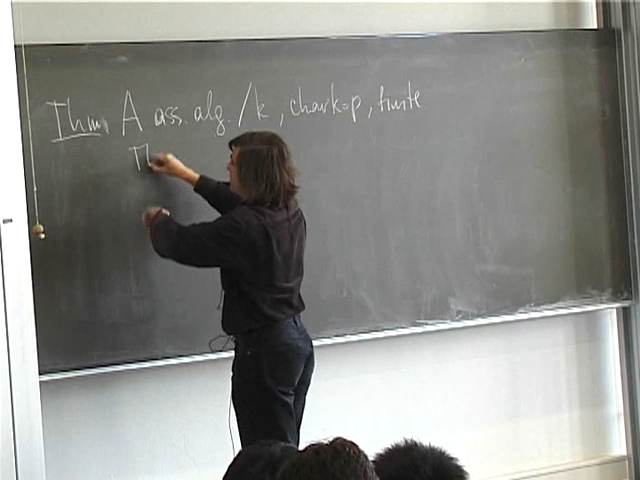 Thm. A ass. alg. /k, char k=p, finite
Π